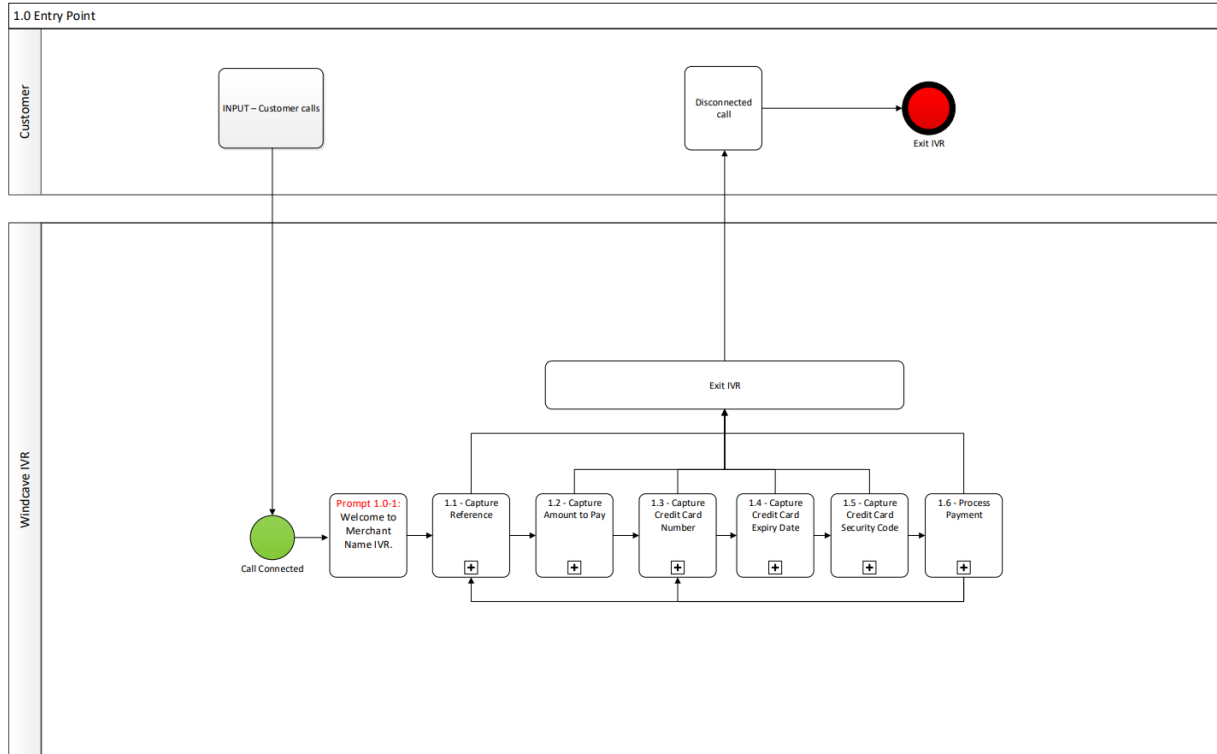 1.0 Entry Point
Customer
INPUT – Customer calls
Disconnected
call
Exit IVR
Windcave IVR
Exit IVR
Call Connected
Prompt 1.0-1:
Welcome to
Merchant
Name IVR.
1.1 - Capture
Reference
1.2 - Capture
Amount to Pay
1.3 - Capture
Credit Card
Number
1.4 - Capture
Credit Card
Expiry Date
1.5 - Capture
Credit Card
Security Code
1.6 - Process
Payment